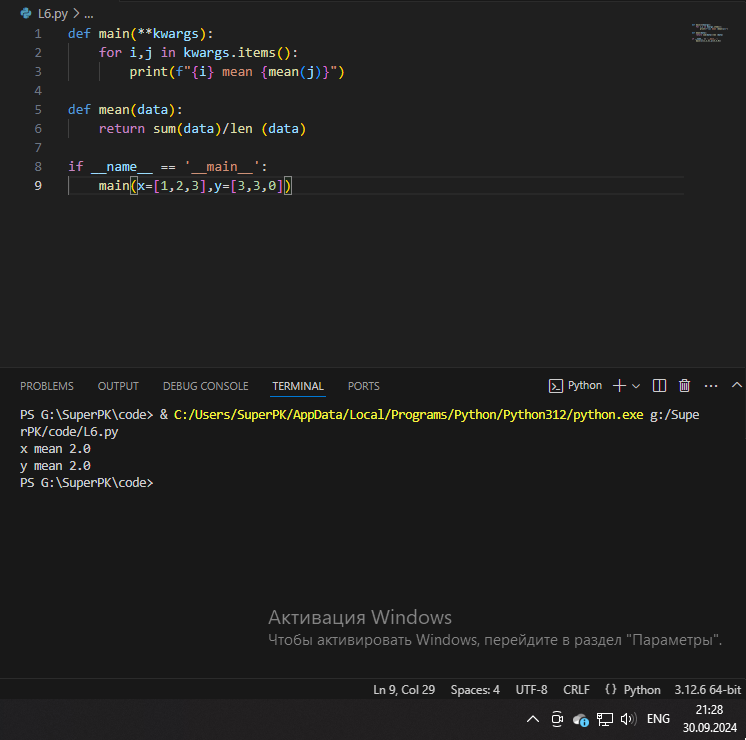 L6.py > ...
1 def main(**kwargs):
2     for i,j in kwargs.items():
3         print(f"{i} mean {mean(j)}")
4
5 def mean(data):
6     return sum(data)/len (data)
7
8 if __name__ == '__main__':
9     main(x=[1,2,3],y=[3,3,0])
PROBLEMS OUTPUT DEBUG CONSOLE TERMINAL PORTS Python
PS G:\SuperPK\code> & C:/Users/SuperPK/AppData/Local/Programs/Python/Python312/python.exe g:/Supe
rPK/code/L6.py
x mean 2.0
y mean 2.0
PS G:\SuperPK\code>
Активация Windows
Чтобы активировать Windows, перейдите в раздел "Параметры".
Ln 9, Col 29 Spaces: 4 UTF-8 CRLF {} Python 3.12.6 64-bit
21:28
ENG
30.09.2024